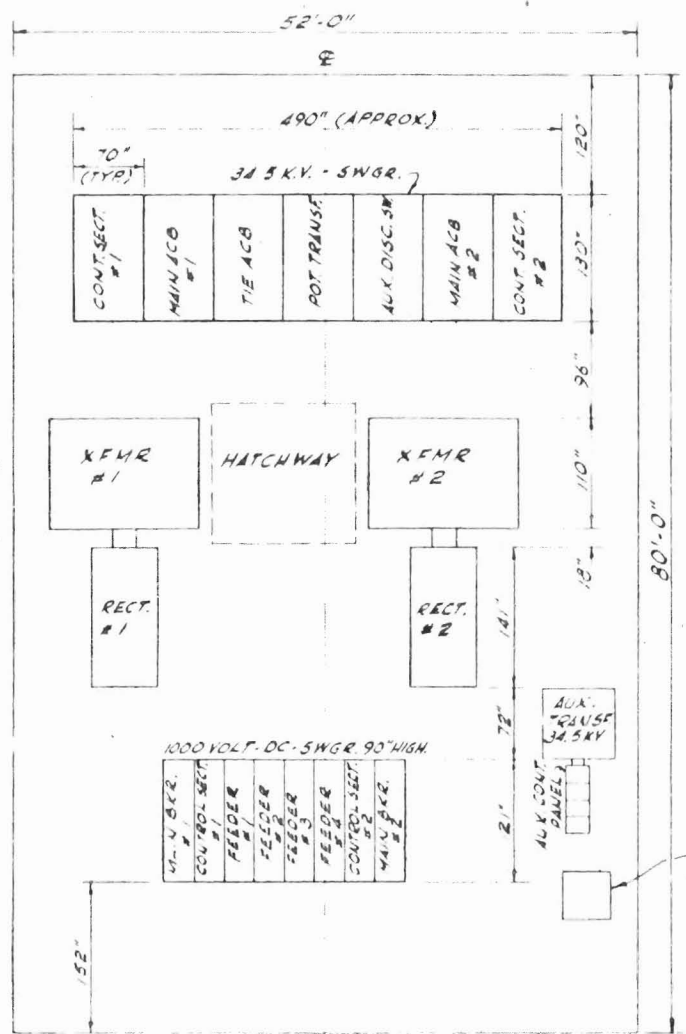 52'-0"
℄
490" (APPROX.)
120"
70"
(TYP.)
34.5 K.V. - SWGR.
CONT. SECT.
#1
MAIN ACB
#1
TIE ACB
POT. TRANSF.
AUX. DISC. SW.
MAIN ACB
#2
CONT. SECT.
#2
130"
96"
XFMR
#1
HATCHWAY
XFMR
#2
110"
80'-0"
18"
RECT.
#1
RECT.
#2
141"
72"
AUX.
TRANSF.
34.5KV
1000 VOLT - DC - SWGR. 90" HIGH.
MAIN BKR.
#1
CONTROL SECT.
#1
FEEDER
#1
FEEDER
#2
FEEDER
#3
FEEDER
#4
CONTROL SECT.
#2
MAIN BKR.
#2
21"
AUX CONT.
PANEL
152"